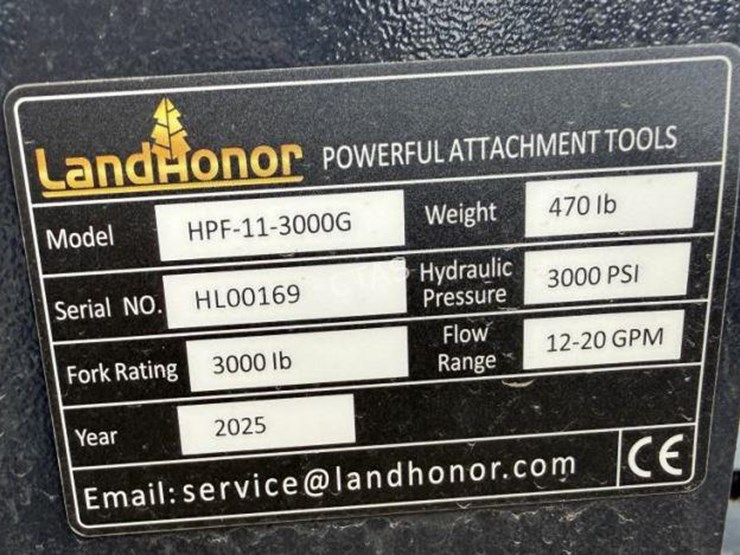 LandHonor POWERFUL ATTACHMENT TOOLS
Model HPF-11-3000G Weight 470 lb
Serial NO. HL00169 Hydraulic Pressure 3000 PSI
Fork Rating 3000 lb Flow Range 12-20 GPM
Year 2025
Email: service@landhonor.com CE